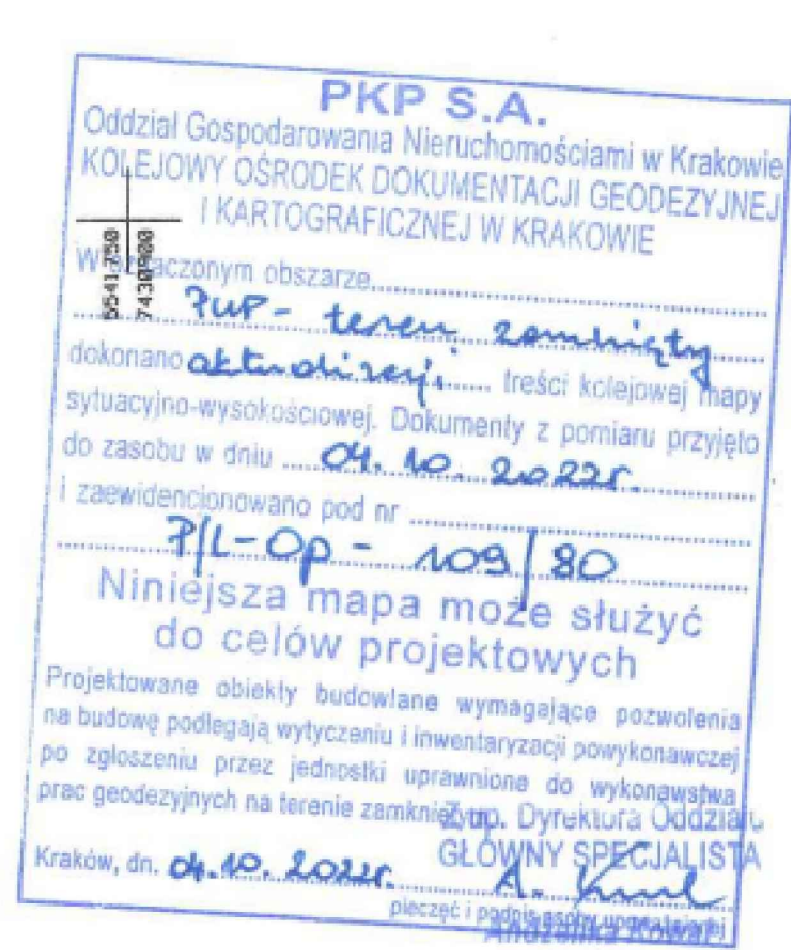 PKP S.A.
Oddział Gospodarowania Nieruchomościami w Krakowie
KOLEJOWY OŚRODEK DOKUMENTACJI GEODEZYJNEJ
I KARTOGRAFICZNEJ W KRAKOWIE
5541750
7430900
W oznaczonym obszarze
PKP - teren zamknięty
dokonano aktualizacji treści kolejowej mapy
sytuacyjno-wysokościowej. Dokumenty z pomiaru przyjęto
do zasobu w dniu 04.10.2022r.
i zaewidencjonowano pod nr
P/L-Op - 109/80
Niniejsza mapa może służyć
do celów projektowych
Projektowane obiekty budowlane wymagające pozwolenia
na budowę podlegają wytyczeniu i inwentaryzacji powykonawczej
po zgłoszeniu przez jednostki uprawnione do wykonawstwa
prac geodezyjnych na terenie zamkniętym.
Z up. Dyrektora Oddziału
GŁÓWNY SPECJALISTA
Kraków, dn. 04.10.2022r.
pieczęć i podpis osoby